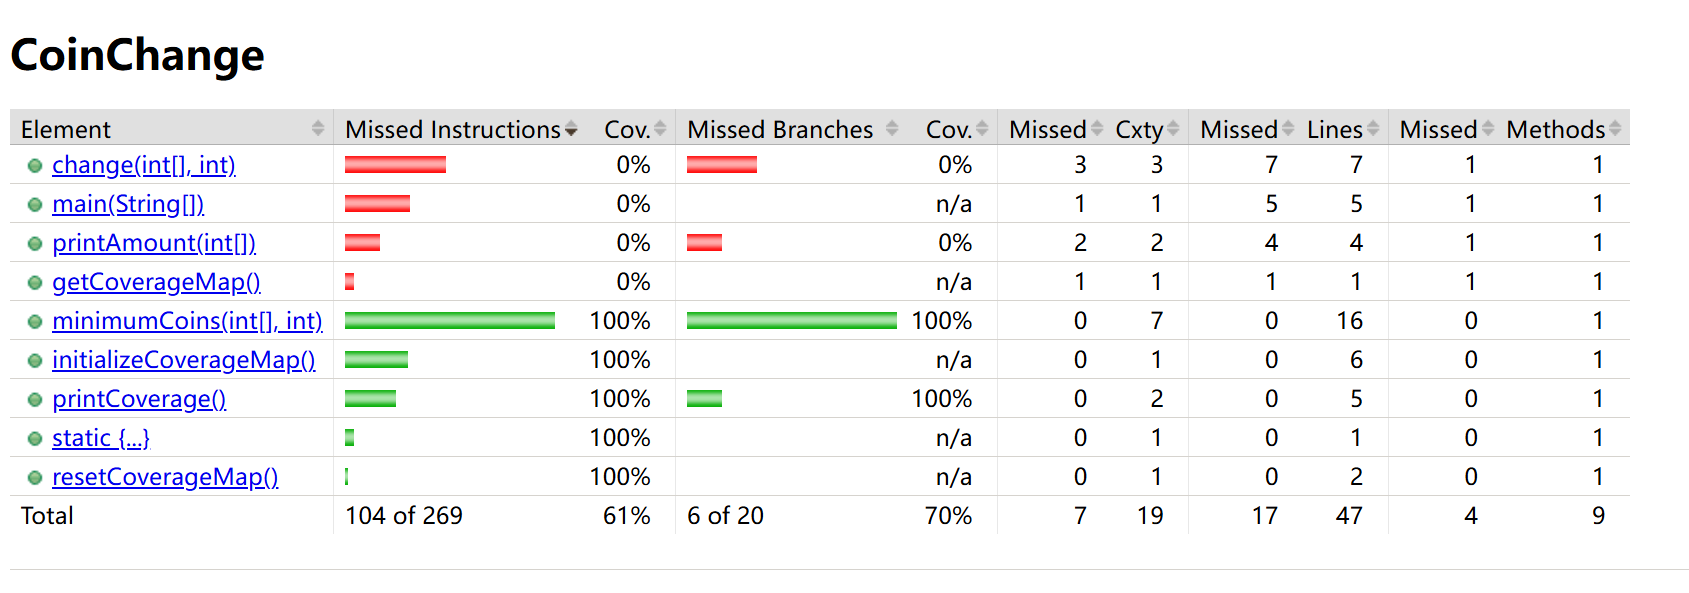 CoinChange
Element Missed Instructions Cov. Missed Branches Cov. Missed Cxty Missed Lines Missed Methods
change(int[], int) 0% 0% 3 3 7 7 1 1
main(String[]) 0% n/a 1 1 5 5 1 1
printAmount(int[]) 0% 0% 2 2 4 4 1 1
getCoverageMap() 0% n/a 1 1 1 1 1 1
minimumCoins(int[], int) 100% 100% 0 7 0 16 0 1
initializeCoverageMap() 100% n/a 0 1 0 6 0 1
printCoverage() 100% 100% 0 2 0 5 0 1
static {...} 100% n/a 0 1 0 1 0 1
resetCoverageMap() 100% n/a 0 1 0 2 0 1
Total 104 of 269 61% 6 of 20 70% 7 19 17 47 4 9